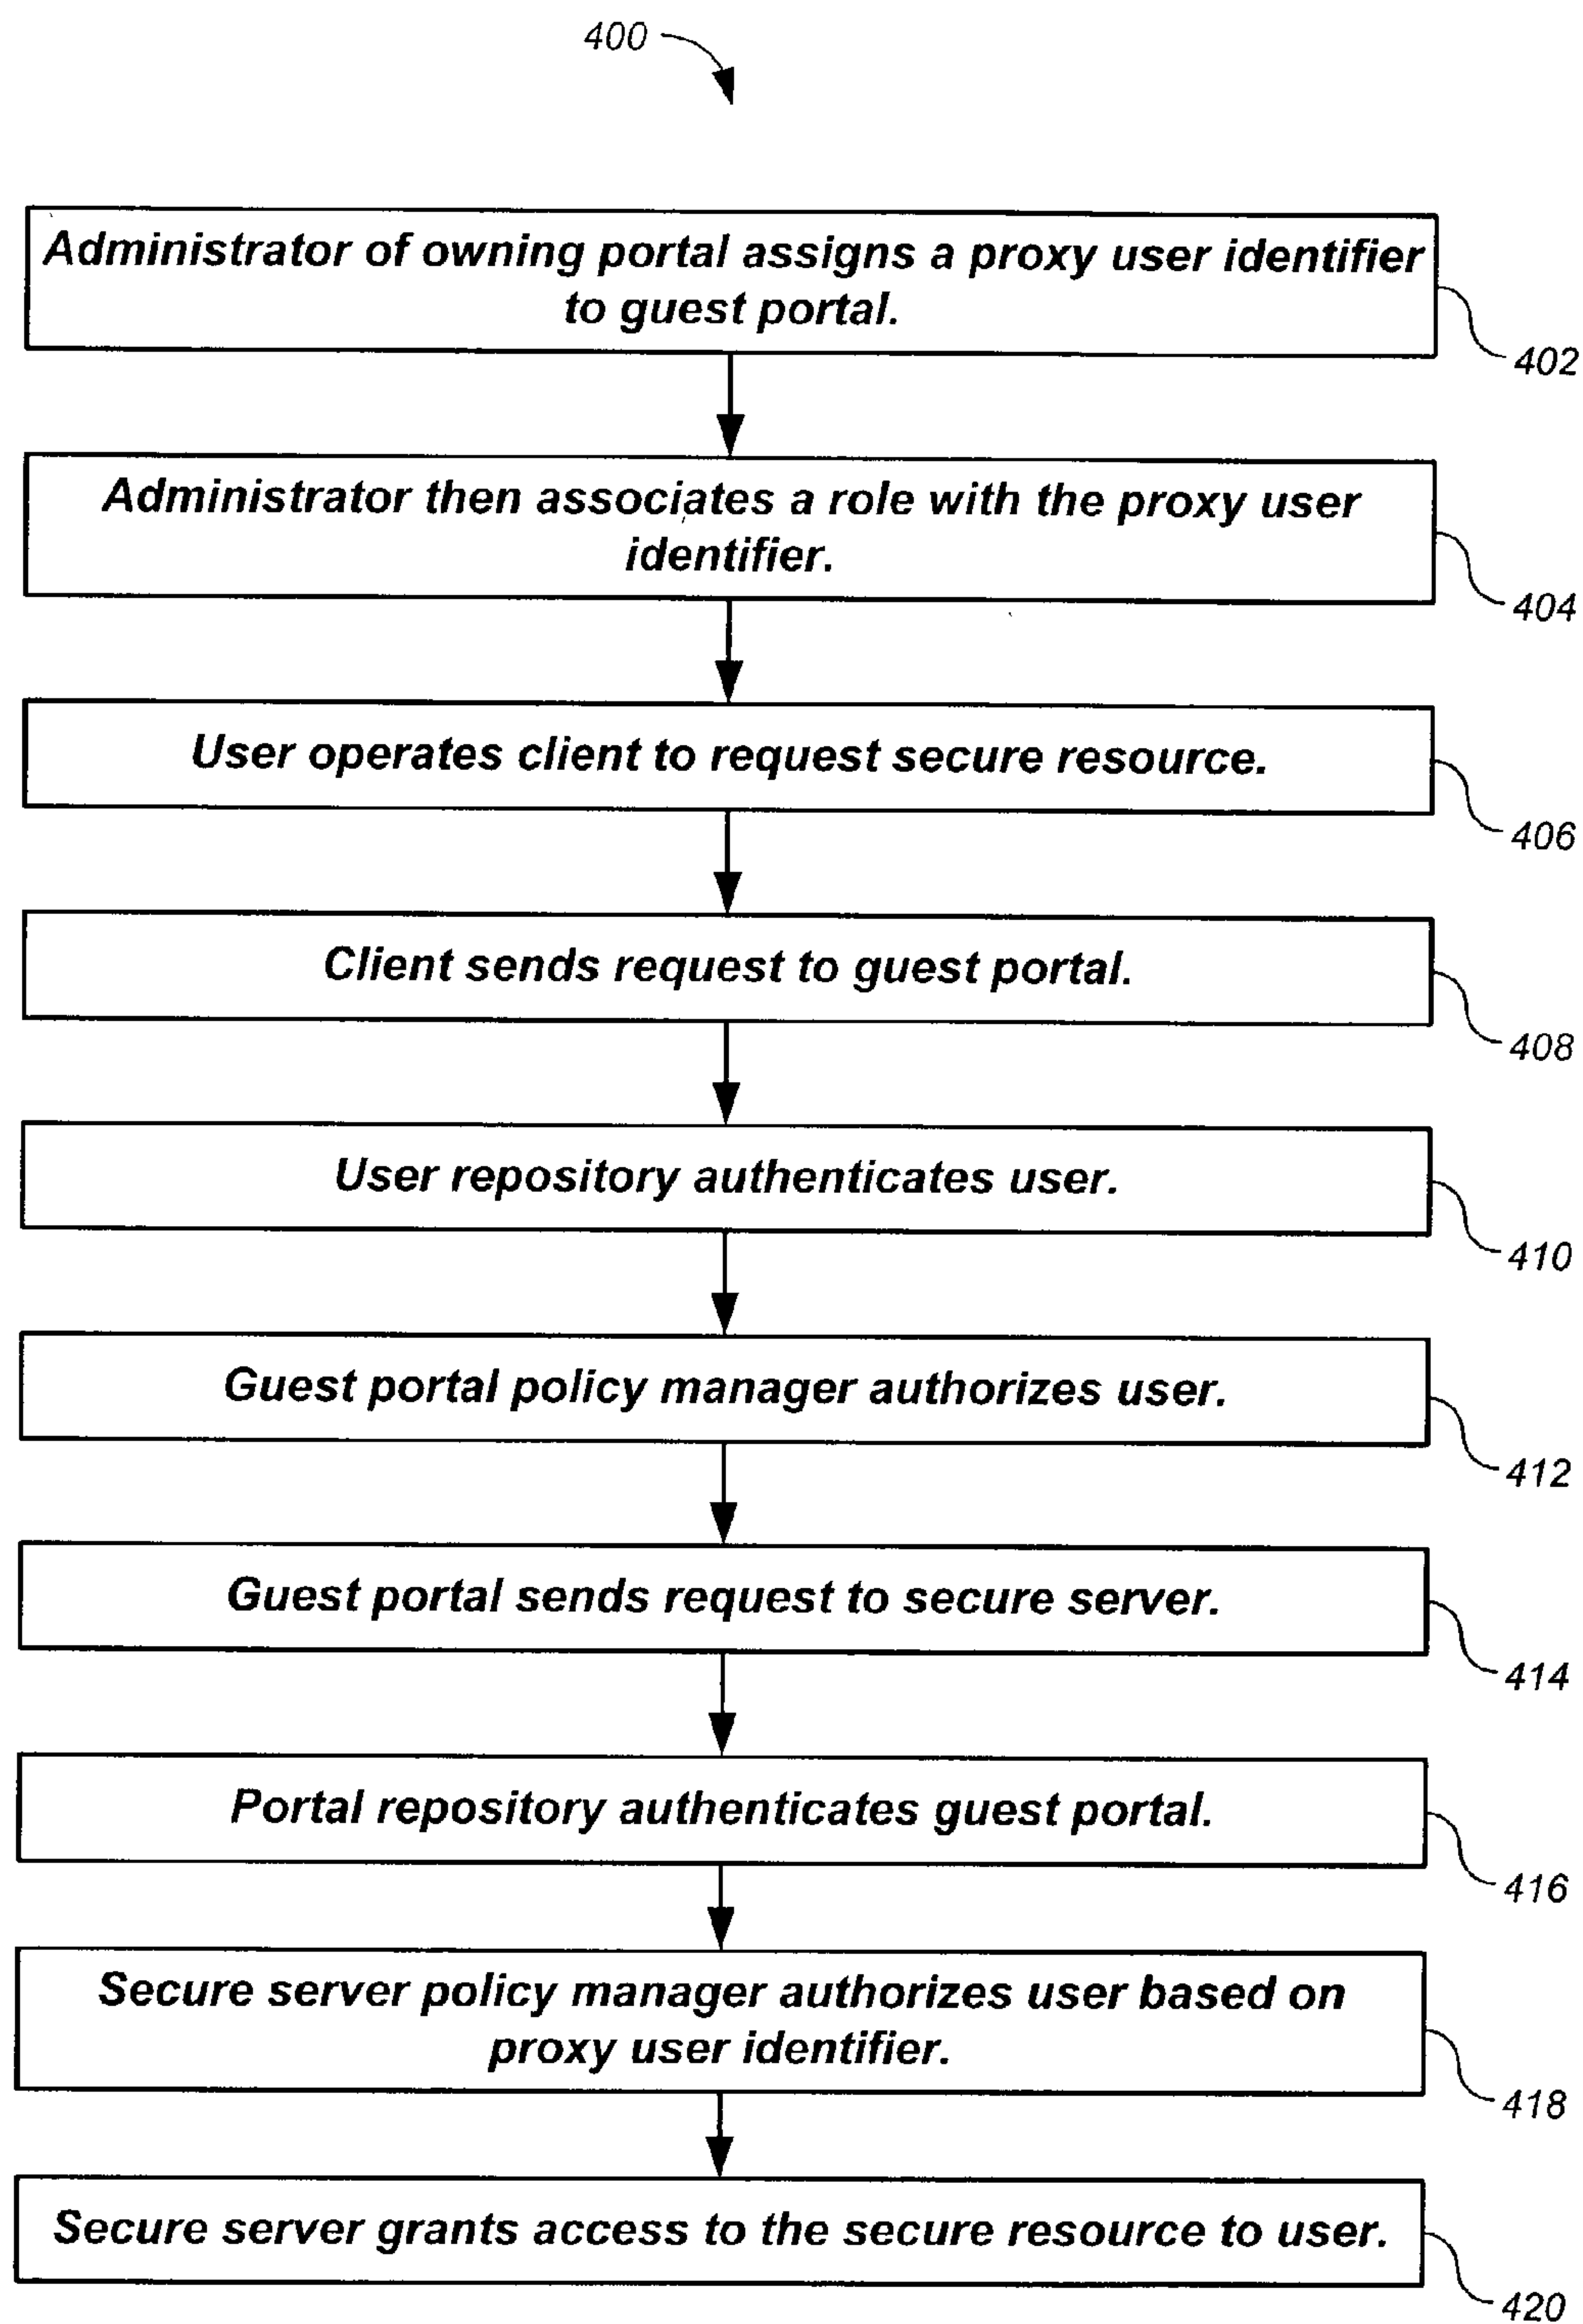 400
Administrator of owning portal assigns a proxy user identifier
to guest portal.
402
Administrator then associates a role with the proxy user
identifier.
404
User operates client to request secure resource.
406
Client sends request to guest portal.
408
User repository authenticates user.
410
Guest portal policy manager authorizes user.
412
Guest portal sends request to secure server.
414
Portal repository authenticates guest portal.
416
Secure server policy manager authorizes user based on
proxy user identifier.
418
Secure server grants access to the secure resource to user.
420